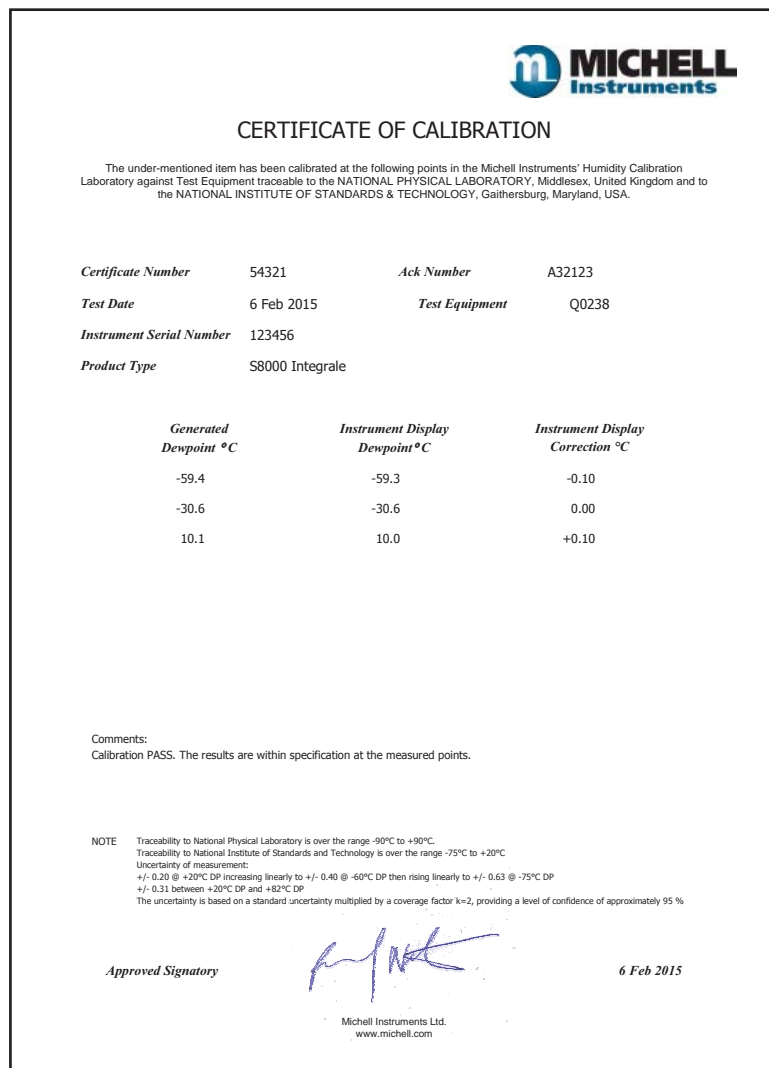 m MICHELL
Instruments
CERTIFICATE OF CALIBRATION
The under-mentioned item has been calibrated at the following points in the Michell Instruments' Humidity Calibration
Laboratory against Test Equipment traceable to the NATIONAL PHYSICAL LABORATORY, Middlesex, United Kingdom and to
the NATIONAL INSTITUTE OF STANDARDS & TECHNOLOGY, Gaithersburg, Maryland, USA.
Certificate Number 54321 Ack Number A32123
Test Date 6 Feb 2015 Test Equipment Q0238
Instrument Serial Number 123456
Product Type S8000 Integrale
Generated Instrument Display Instrument Display
Dewpoint °C Dewpoint°C Correction °C
-59.4 -59.3 -0.10
-30.6 -30.6 0.00
10.1 10.0 +0.10
Comments:
Calibration PASS. The results are within specification at the measured points.
NOTE Traceability to National Physical Laboratory is over the range -90°C to +90°C.
Traceability to National Institute of Standards and Technology is over the range -75°C to +20°C
Uncertainty of measurement:
+/- 0.20 @ +20°C DP increasing linearly to +/- 0.40 @ -60°C DP then rising linearly to +/- 0.63 @ -75°C DP
+/- 0.31 between +20°C DP and +82°C DP
The uncertainty is based on a standard uncertainty multiplied by a coverage factor k=2, providing a level of confidence of approximately 95 %
Approved Signatory 6 Feb 2015
Michell Instruments Ltd.
www.michell.com